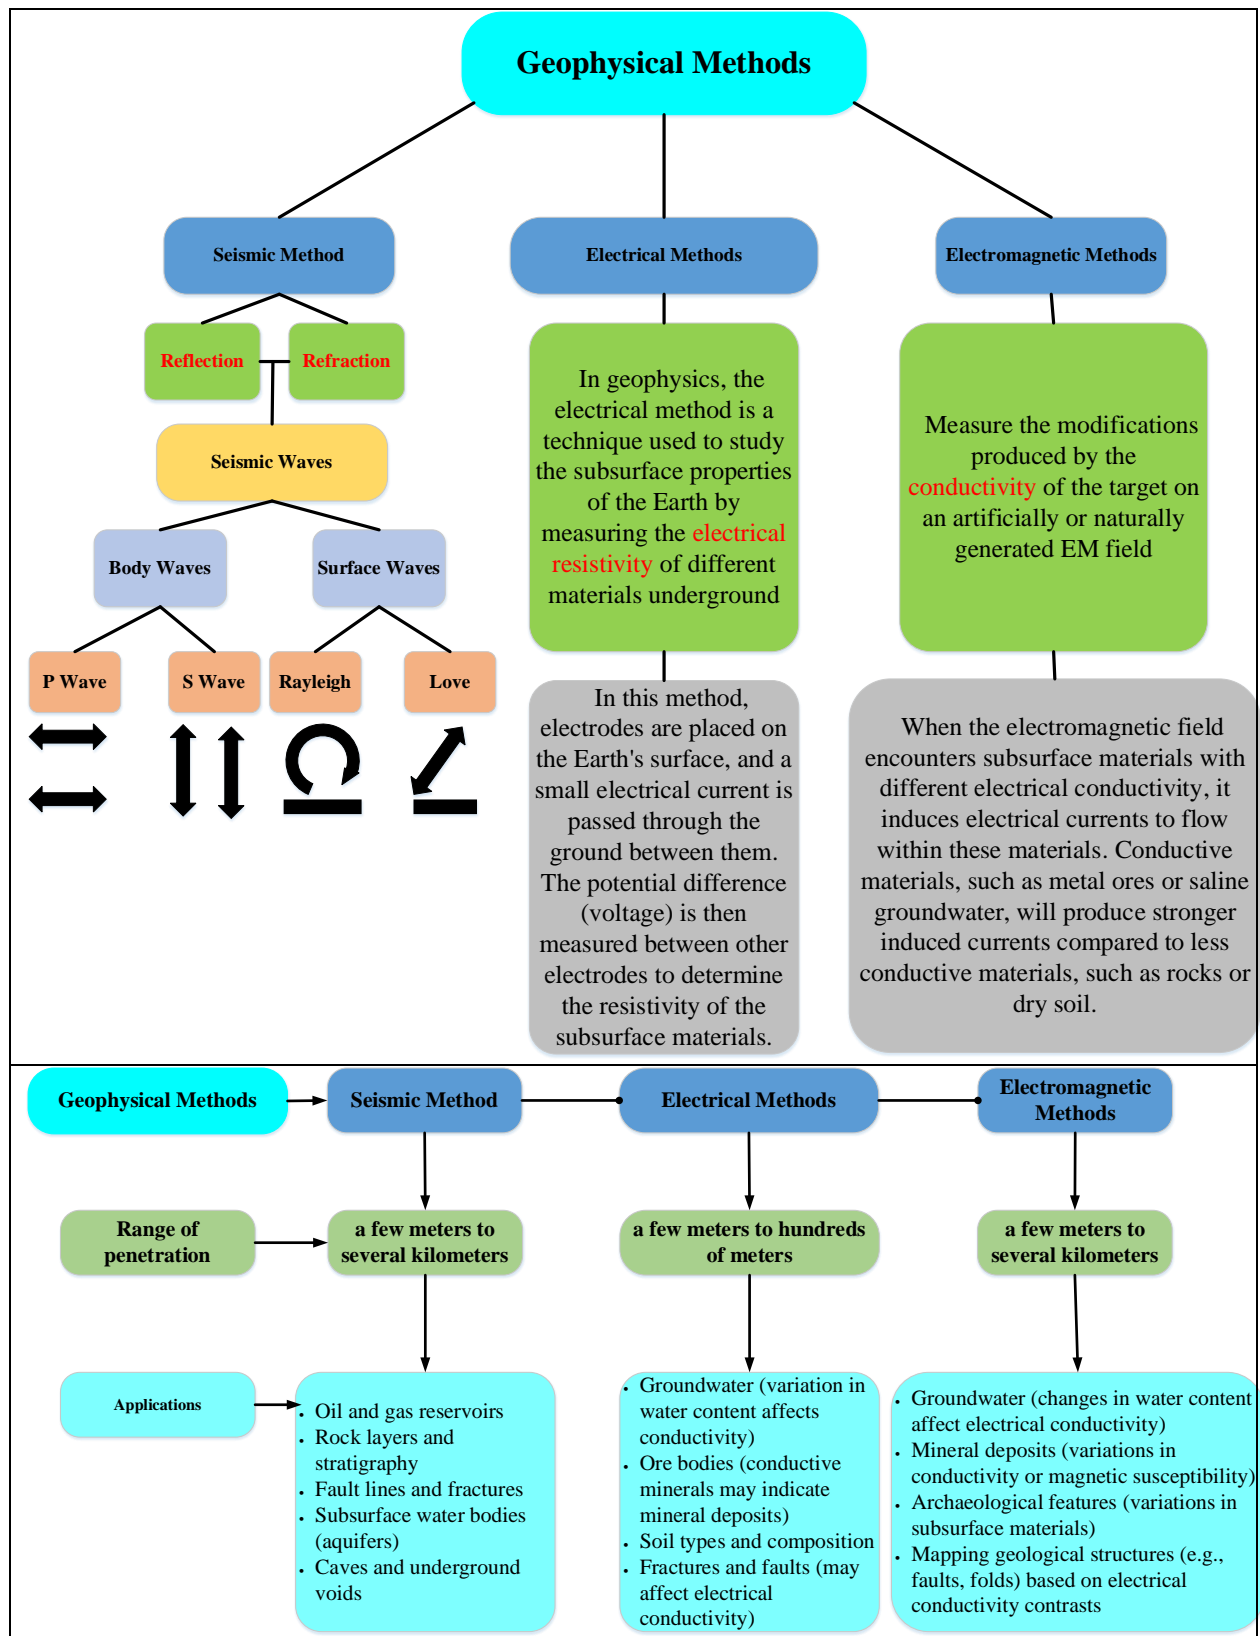 Geophysical Methods
Seismic Method
Electrical Methods
Electromagnetic Methods
Reflection
Refraction
Seismic Waves
Body Waves
Surface Waves
P Wave
S Wave
Rayleigh
Love
In geophysics, the
electrical method is a
technique used to study
the subsurface properties
of the Earth by
measuring the electrical
resistivity of different
materials underground
In this method,
electrodes are placed on
the Earth's surface, and a
small electrical current is
passed through the
ground between them.
The potential difference
(voltage) is then
measured between other
electrodes to determine
the resistivity of the
subsurface materials.
Measure the modifications
produced by the
conductivity of the target on
an artificially or naturally
generated EM field
When the electromagnetic field
encounters subsurface materials with
different electrical conductivity, it
induces electrical currents to flow
within these materials. Conductive
materials, such as metal ores or saline
groundwater, will produce stronger
induced currents compared to less
conductive materials, such as rocks or
dry soil.
Geophysical Methods
Seismic Method
Electrical Methods
Electromagnetic
Methods
Range of
penetration
a few meters to
several kilometers
a few meters to hundreds
of meters
a few meters to
several kilometers
Applications
• Oil and gas reservoirs
• Rock layers and
stratigraphy
• Fault lines and fractures
• Subsurface water bodies
(aquifers)
• Caves and underground
voids
• Groundwater (variation in
water content affects
conductivity)
• Ore bodies (conductive
minerals may indicate
mineral deposits)
• Soil types and composition
• Fractures and faults (may
affect electrical
conductivity)
• Groundwater (changes in water content
affect electrical conductivity)
• Mineral deposits (variations in
conductivity or magnetic susceptibility)
• Archaeological features (variations in
subsurface materials)
• Mapping geological structures (e.g.,
faults, folds) based on electrical
conductivity contrasts